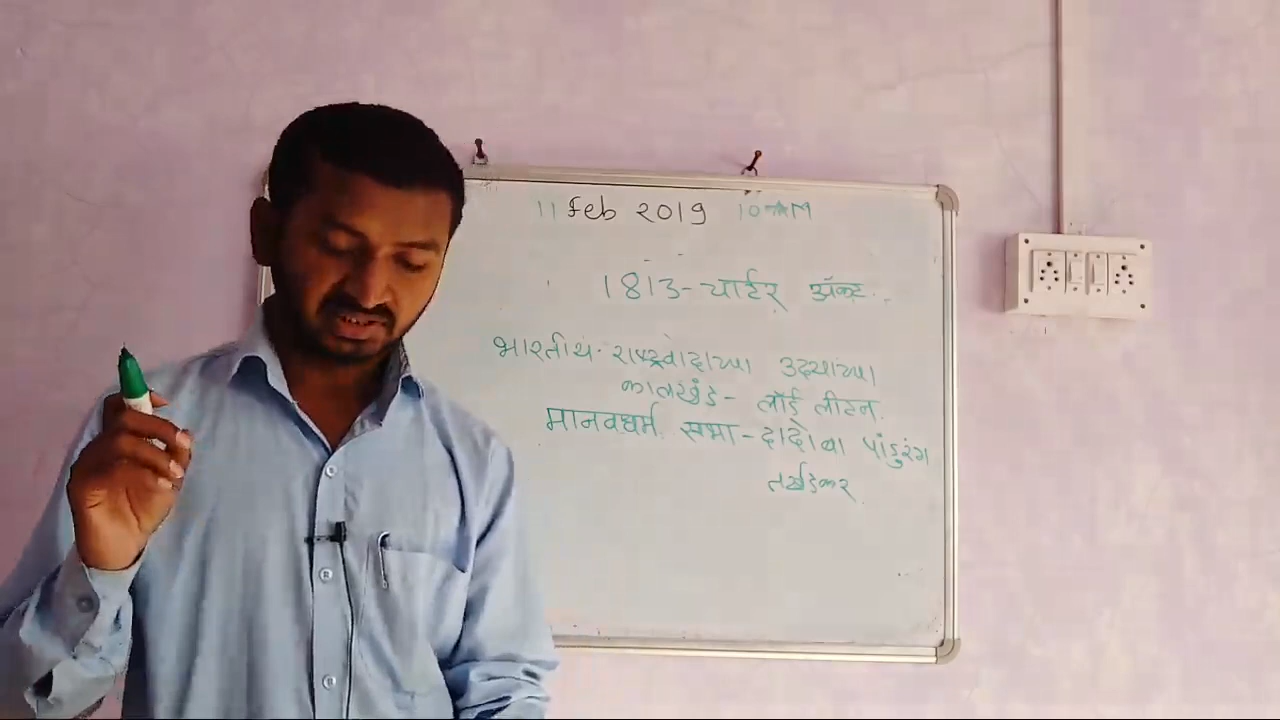 11 Feb 2019 10 AM
1813 - चार्टर ॲक्ट
भारतीय राष्ट्रवादाच्या उदयाच्या
कालखंड - लॉर्ड लीटन.
मानवधर्म सभा - दादोबा पांडुरंग
तर्खडकर